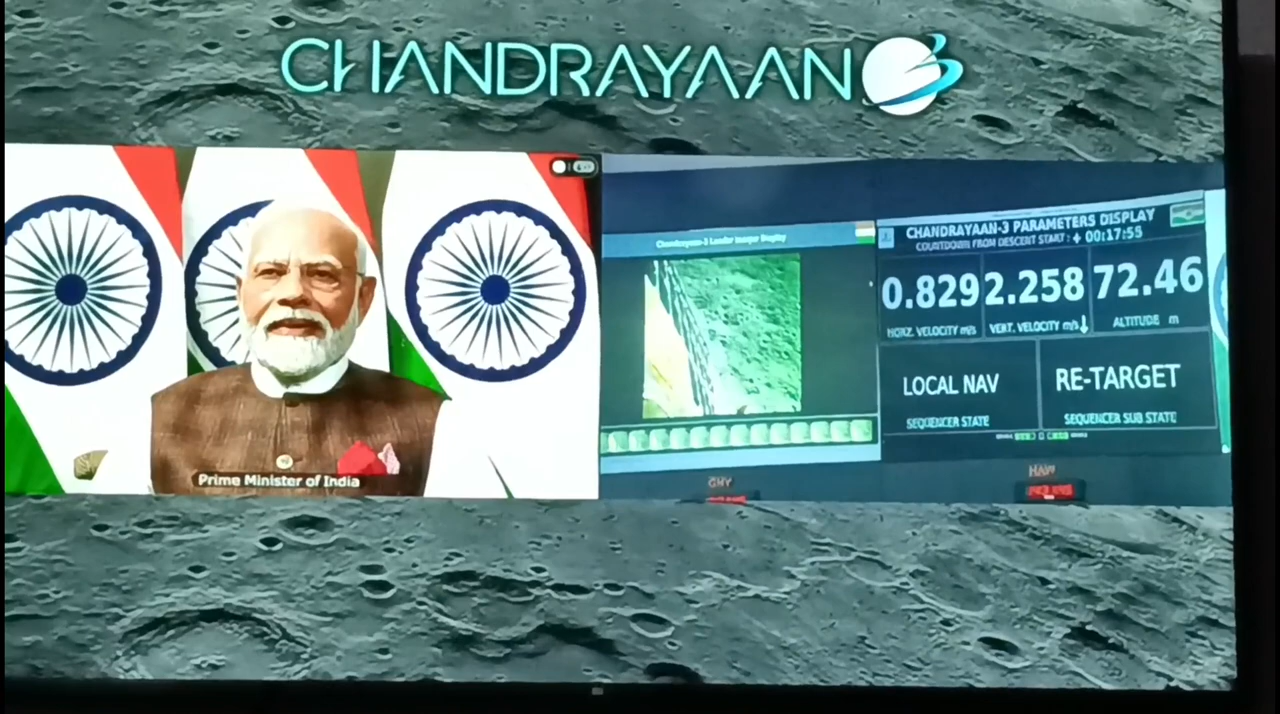 CHANDRAYAAN 3
Prime Minister of India
Chandrayaan-3 Lander Imager Display
CHANDRAYAAN-3 PARAMETERS DISPLAY
COUNTDOWN FROM DESCENT START : + 00:17:55
0.829 2.258 72.46
HORZ. VELOCITY m/s VERT. VELOCITY m/s ALTITUDE m
LOCAL NAV RE-TARGET
SEQUENCER STATE SEQUENCER SUB STATE